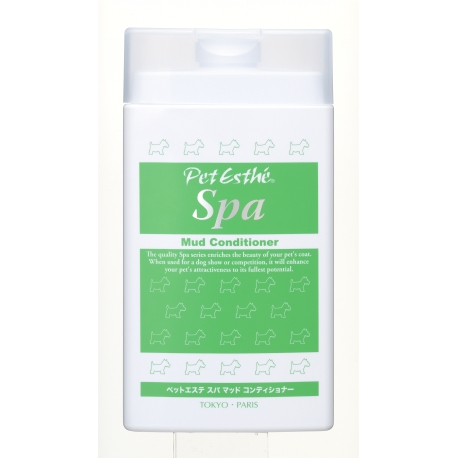 Pet Esthé®
Spa
Mud Conditioner
The quality Spa series enriches the beauty of your pet's coat.
When used for a dog show or competition, it will enhance
your pet's attractiveness to its fullest potential.
ペットエステ スパ マッド コンディショナー
TOKYO・PARIS